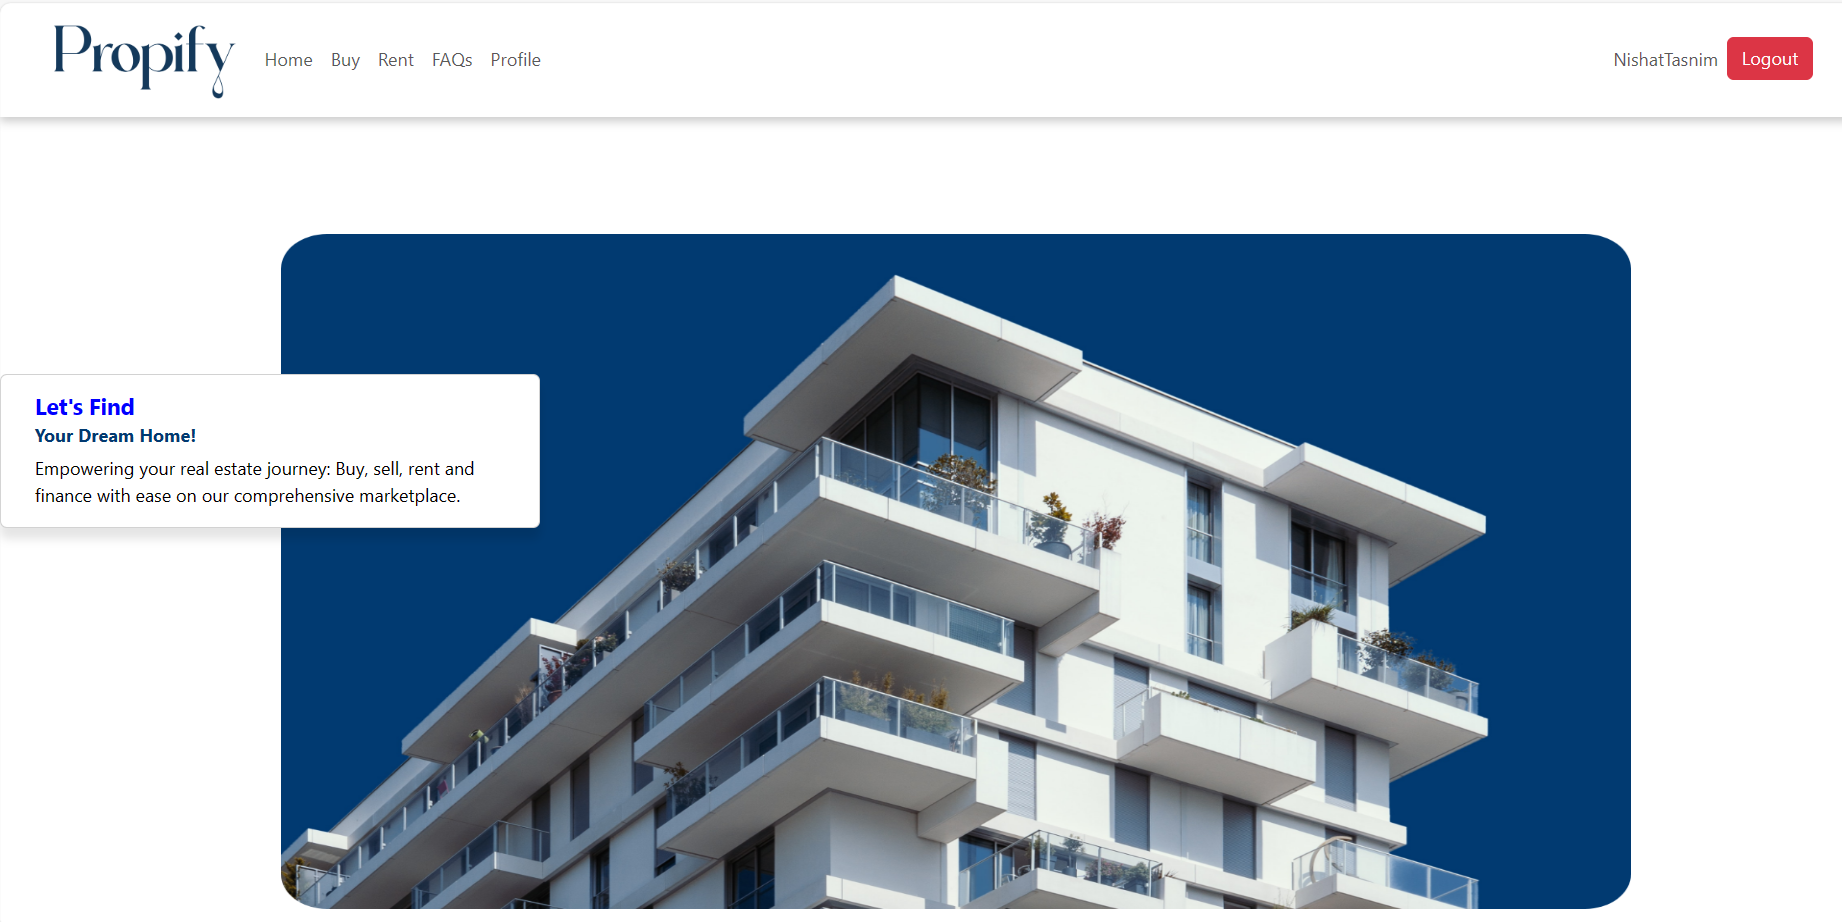 Propify
Home Buy Rent FAQs Profile
NishatTasnim Logout
Let's Find
Your Dream Home!
Empowering your real estate journey: Buy, sell, rent and
finance with ease on our comprehensive marketplace.